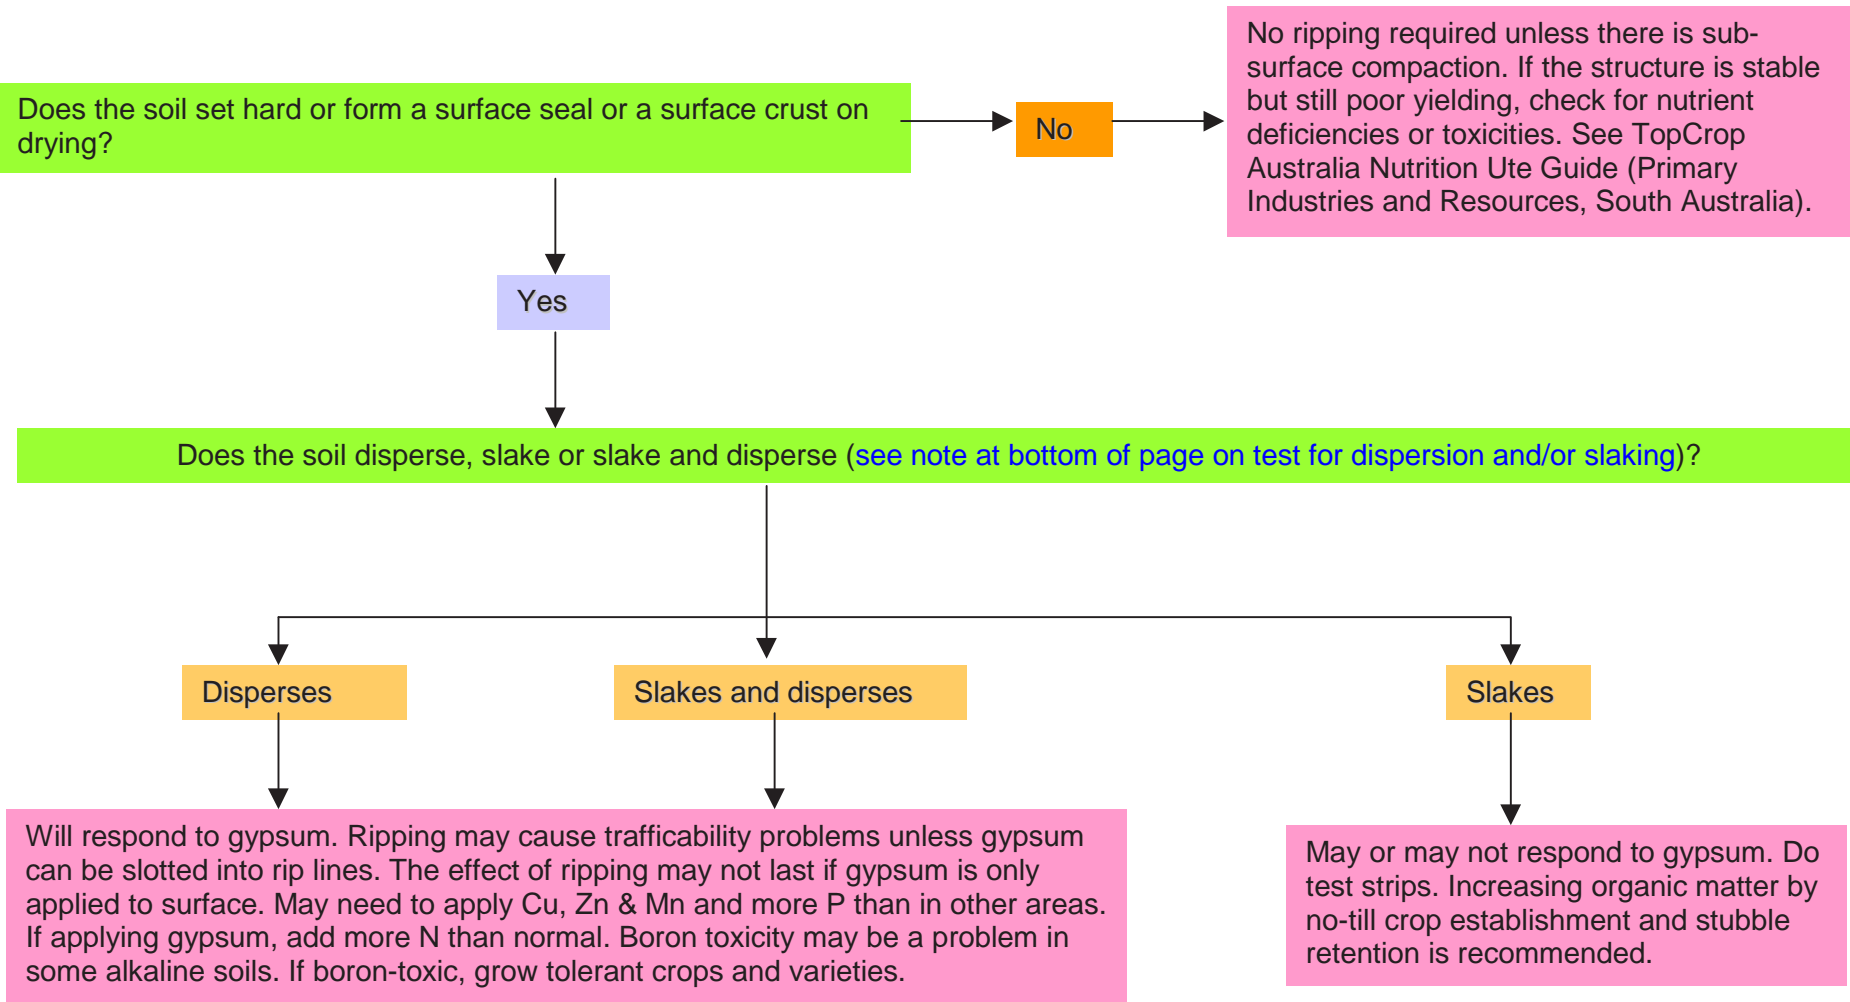 Does the soil set hard or form a surface seal or a surface crust on
drying?
No
No ripping required unless there is sub-
surface compaction. If the structure is stable
but still poor yielding, check for nutrient
deficiencies or toxicities. See TopCrop
Australia Nutrition Ute Guide (Primary
Industries and Resources, South Australia).
Yes
Does the soil disperse, slake or slake and disperse (see note at bottom of page on test for dispersion and/or slaking)?
Disperses
Slakes and disperses
Slakes
Will respond to gypsum. Ripping may cause trafficability problems unless gypsum
can be slotted into rip lines. The effect of ripping may not last if gypsum is only
applied to surface. May need to apply Cu, Zn & Mn and more P than in other areas.
If applying gypsum, add more N than normal. Boron toxicity may be a problem in
some alkaline soils. If boron-toxic, grow tolerant crops and varieties.
May or may not respond to gypsum. Do
test strips. Increasing organic matter by
no-till crop establishment and stubble
retention is recommended.